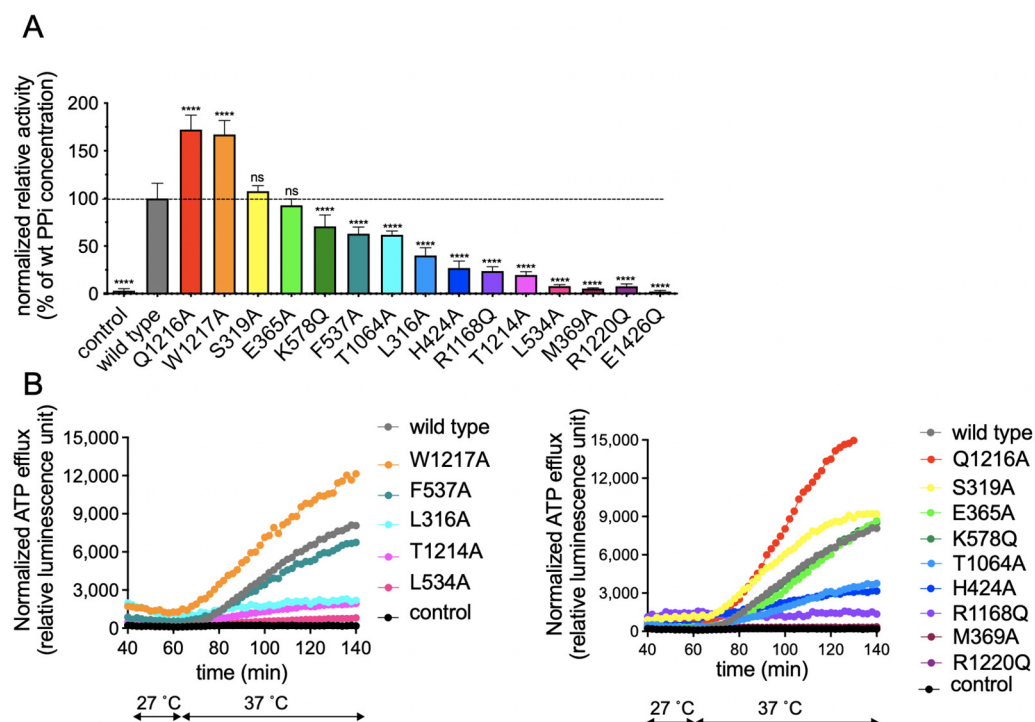 A
normalized relative activity
(% of wt PPi concentration)
200
150
100
50
0
****
****
****
ns
ns
****
****
****
****
****
****
****
****
****
****
****
control
wild type
Q1216A
W1217A
S319A
E365A
K578Q
F537A
T1064A
L316A
H424A
R1168Q
T1214A
L534A
M369A
R1220Q
E1426Q
B
Normalized ATP efflux
(relative luminescence unit)
15,000
12,000
9,000
6,000
3,000
0
40 60 80 100 120 140
time (min)
27 ˚C 37 ˚C
wild type
W1217A
F537A
L316A
T1214A
L534A
control
Normalized ATP efflux
(relative luminescence unit)
15,000
12,000
9,000
6,000
3,000
0
40 60 80 100 120 140
time (min)
27 ˚C 37 ˚C
wild type
Q1216A
S319A
E365A
K578Q
T1064A
H424A
R1168Q
M369A
R1220Q
control